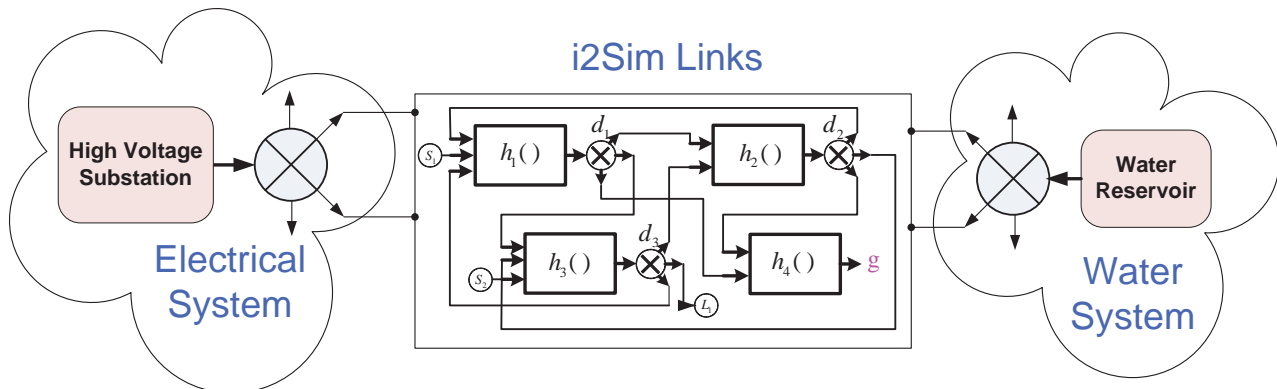 i2Sim Links
High Voltage
Substation
Electrical
System
S₁
h₁()
d₁
h₂()
d₂
S₂
h₃()
d₃
L₁
h₄()
g
Water
Reservoir
Water
System